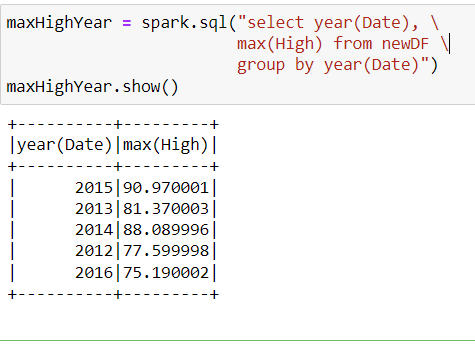 maxHighYear = spark.sql("select year(Date), \
                         max(High) from newDF \
                         group by year(Date)")
maxHighYear.show()
+----------+---------+
|year(Date)|max(High)|
+----------+---------+
|      2015|90.970001|
|      2013|81.370003|
|      2014|88.089996|
|      2012|77.599998|
|      2016|75.190002|
+----------+---------+